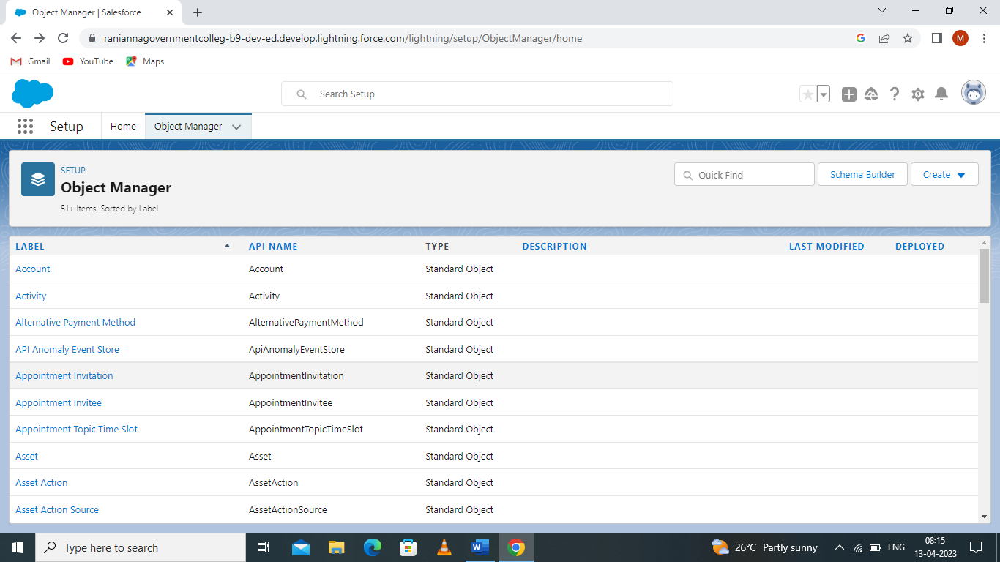 Object Manager | Salesforce
raniannagovernmentcolleg-b9-dev-ed.develop.lightning.force.com/lightning/setup/ObjectManager/home
M
Gmail YouTube Maps
Search Setup
Setup Home Object Manager
SETUP
Object Manager
51+ Items, Sorted by Label
Quick Find Schema Builder Create
LABEL API NAME TYPE DESCRIPTION LAST MODIFIED DEPLOYED
Account Account Standard Object
Activity Activity Standard Object
Alternative Payment Method AlternativePaymentMethod Standard Object
API Anomaly Event Store ApiAnomalyEventStore Standard Object
Appointment Invitation AppointmentInvitation Standard Object
Appointment Invitee AppointmentInvitee Standard Object
Appointment Topic Time Slot AppointmentTopicTimeSlot Standard Object
Asset Asset Standard Object
Asset Action AssetAction Standard Object
Asset Action Source AssetActionSource Standard Object
Type here to search
26°C Partly sunny
ENG
08:15
13-04-2023